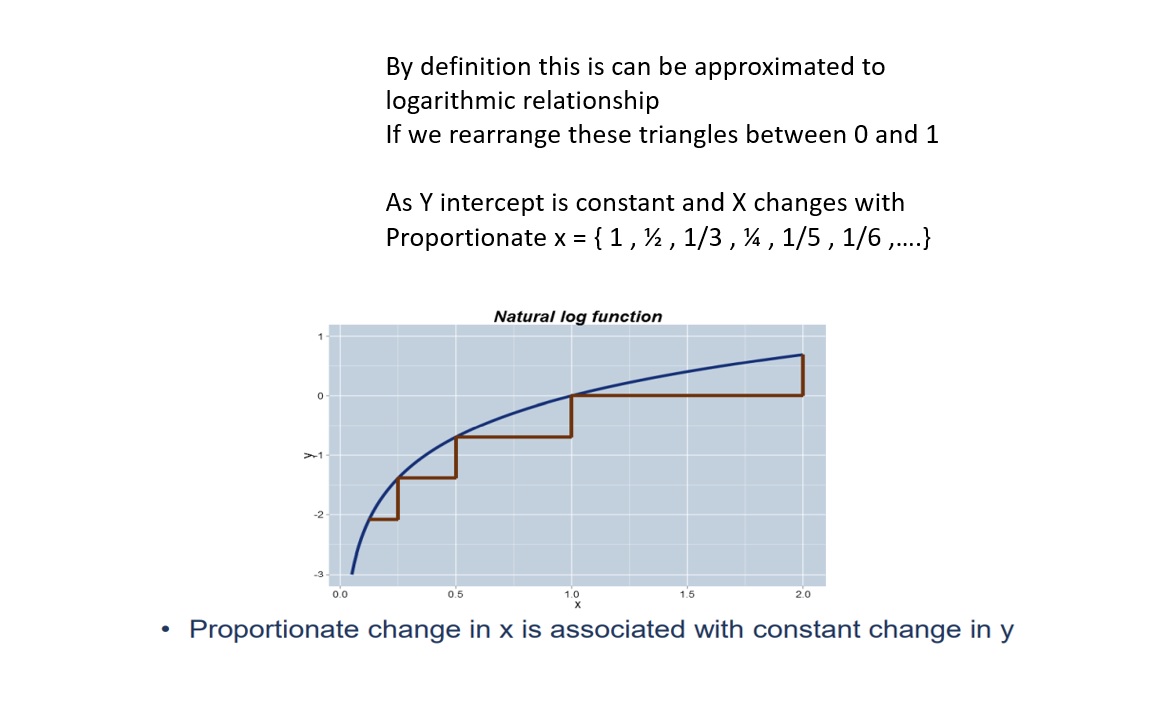 By definition this is can be approximated to
logarithmic relationship
If we rearrange these triangles between 0 and 1
As Y intercept is constant and X changes with
Proportionate x = { 1 , ½ , 1/3 , ¼ , 1/5 , 1/6 ,....}
Natural log function
1
0
-1
-2
-3
y
0.0 0.5 1.0 1.5 2.0
x
• Proportionate change in x is associated with constant change in y